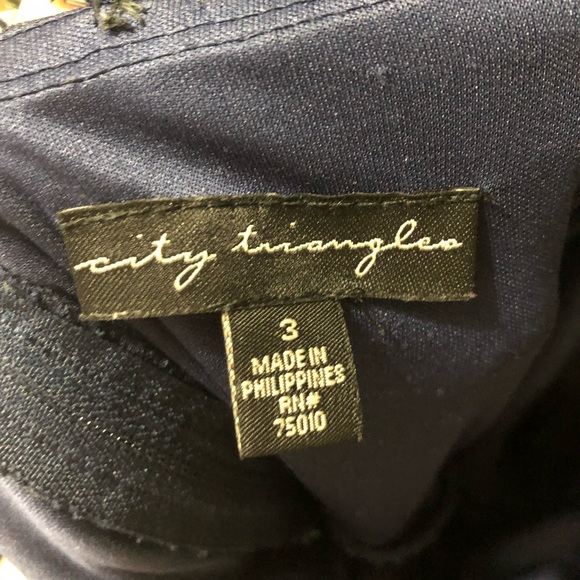 city triangles
3
MADE IN
PHILIPPINES
RN#
75010